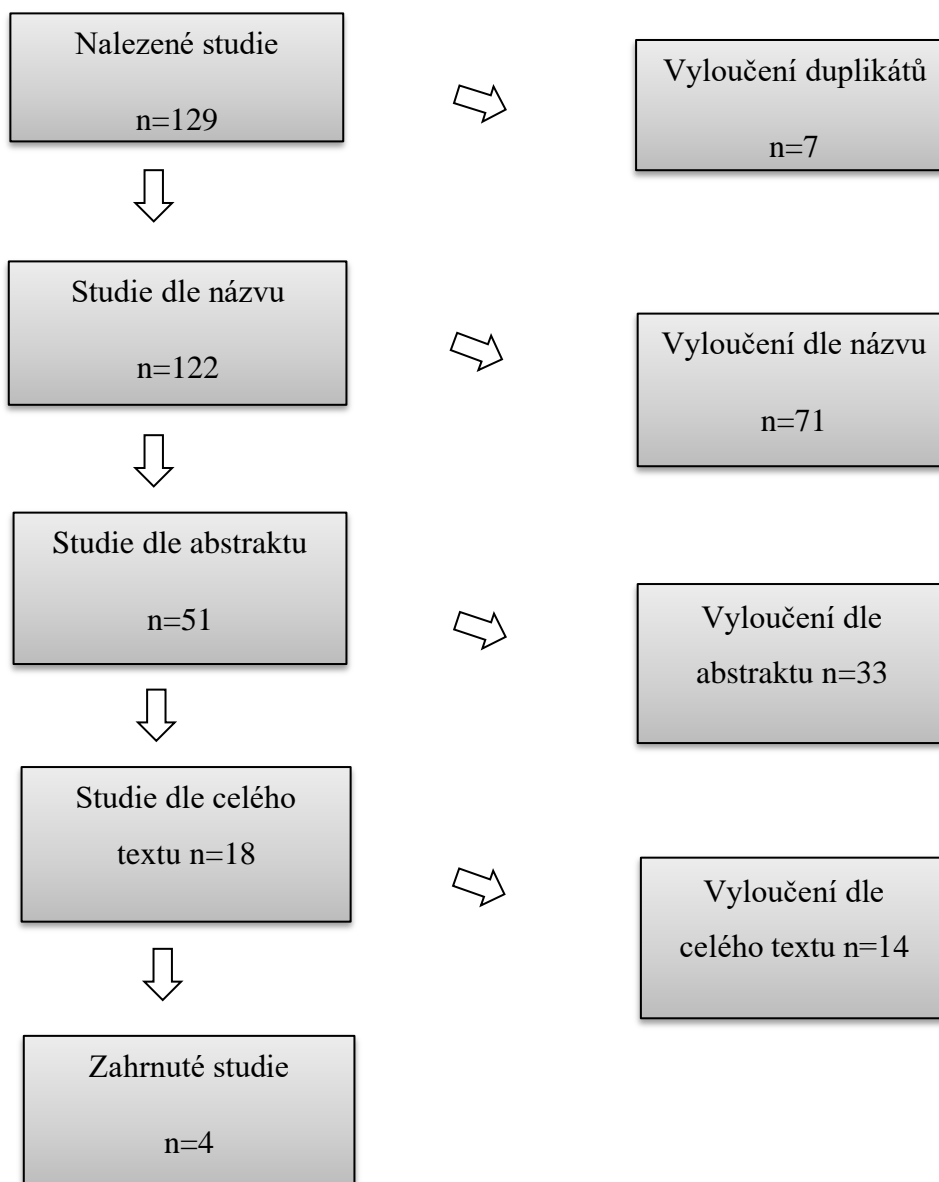 Nalezené studie
n=129
Vyloučení duplikátů
n=7
Studie dle názvu
n=122
Vyloučení dle názvu
n=71
Studie dle abstraktu
n=51
Vyloučení dle
abstraktu n=33
Studie dle celého
textu n=18
Vyloučení dle
celého textu n=14
Zahrnuté studie
n=4